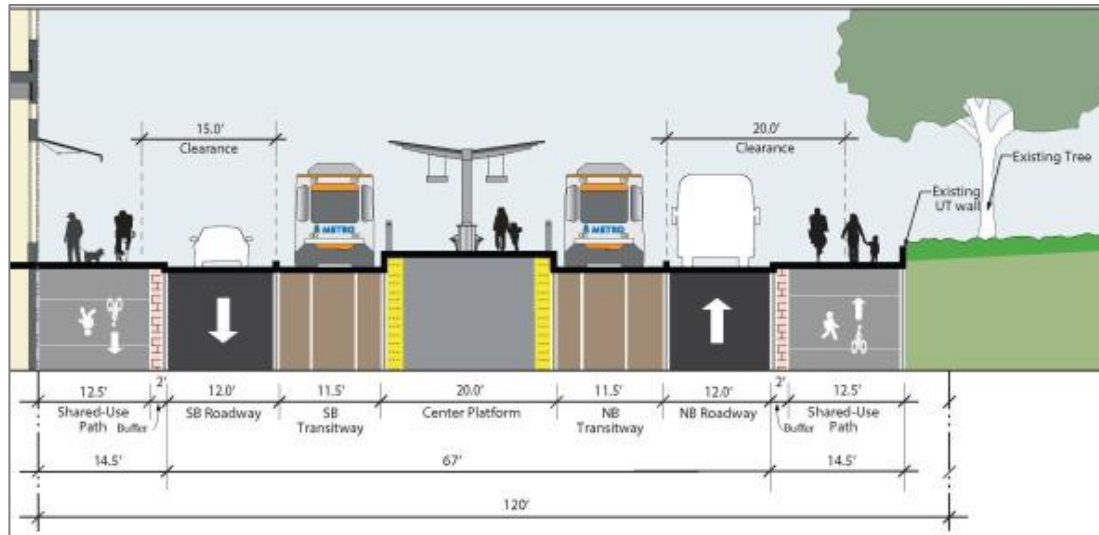 15.0'
Clearance
20.0'
Clearance
Existing Tree
Existing
UT wall
METRO
METRO
12.5'
2'
12.0'
11.5'
20.0'
11.5'
12.0'
2'
12.5'
Shared-Use
Path
Buffer
SB Roadway
SB
Transitway
Center Platform
NB
Transitway
NB Roadway
Buffer
Shared-Use
Path
14.5'
67'
14.5'
120'